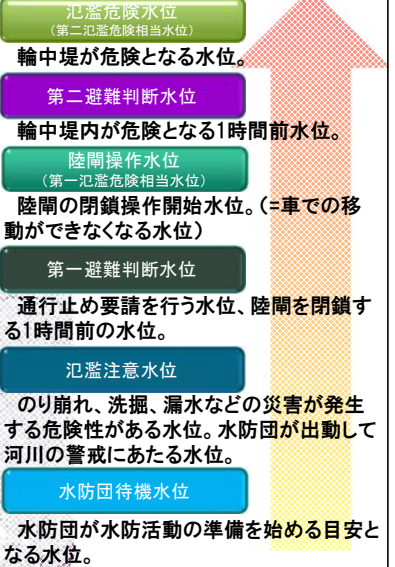 氾濫危険水位
（第二氾濫危険相当水位）
輪中堤が危険となる水位。
第二避難判断水位
輪中堤内が危険となる1時間前水位。
陸閘操作水位
（第一氾濫危険相当水位）
陸閘の閉鎖操作開始水位。（=車での移
動ができなくなる水位）
第一避難判断水位
通行止め要請を行う水位、陸閘を閉鎖す
る1時間前の水位。
氾濫注意水位
のり崩れ、洗掘、漏水などの災害が発生
する危険性がある水位。水防団が出動して
河川の警戒にあたる水位。
水防団待機水位
水防団が水防活動の準備を始める目安と
なる水位。